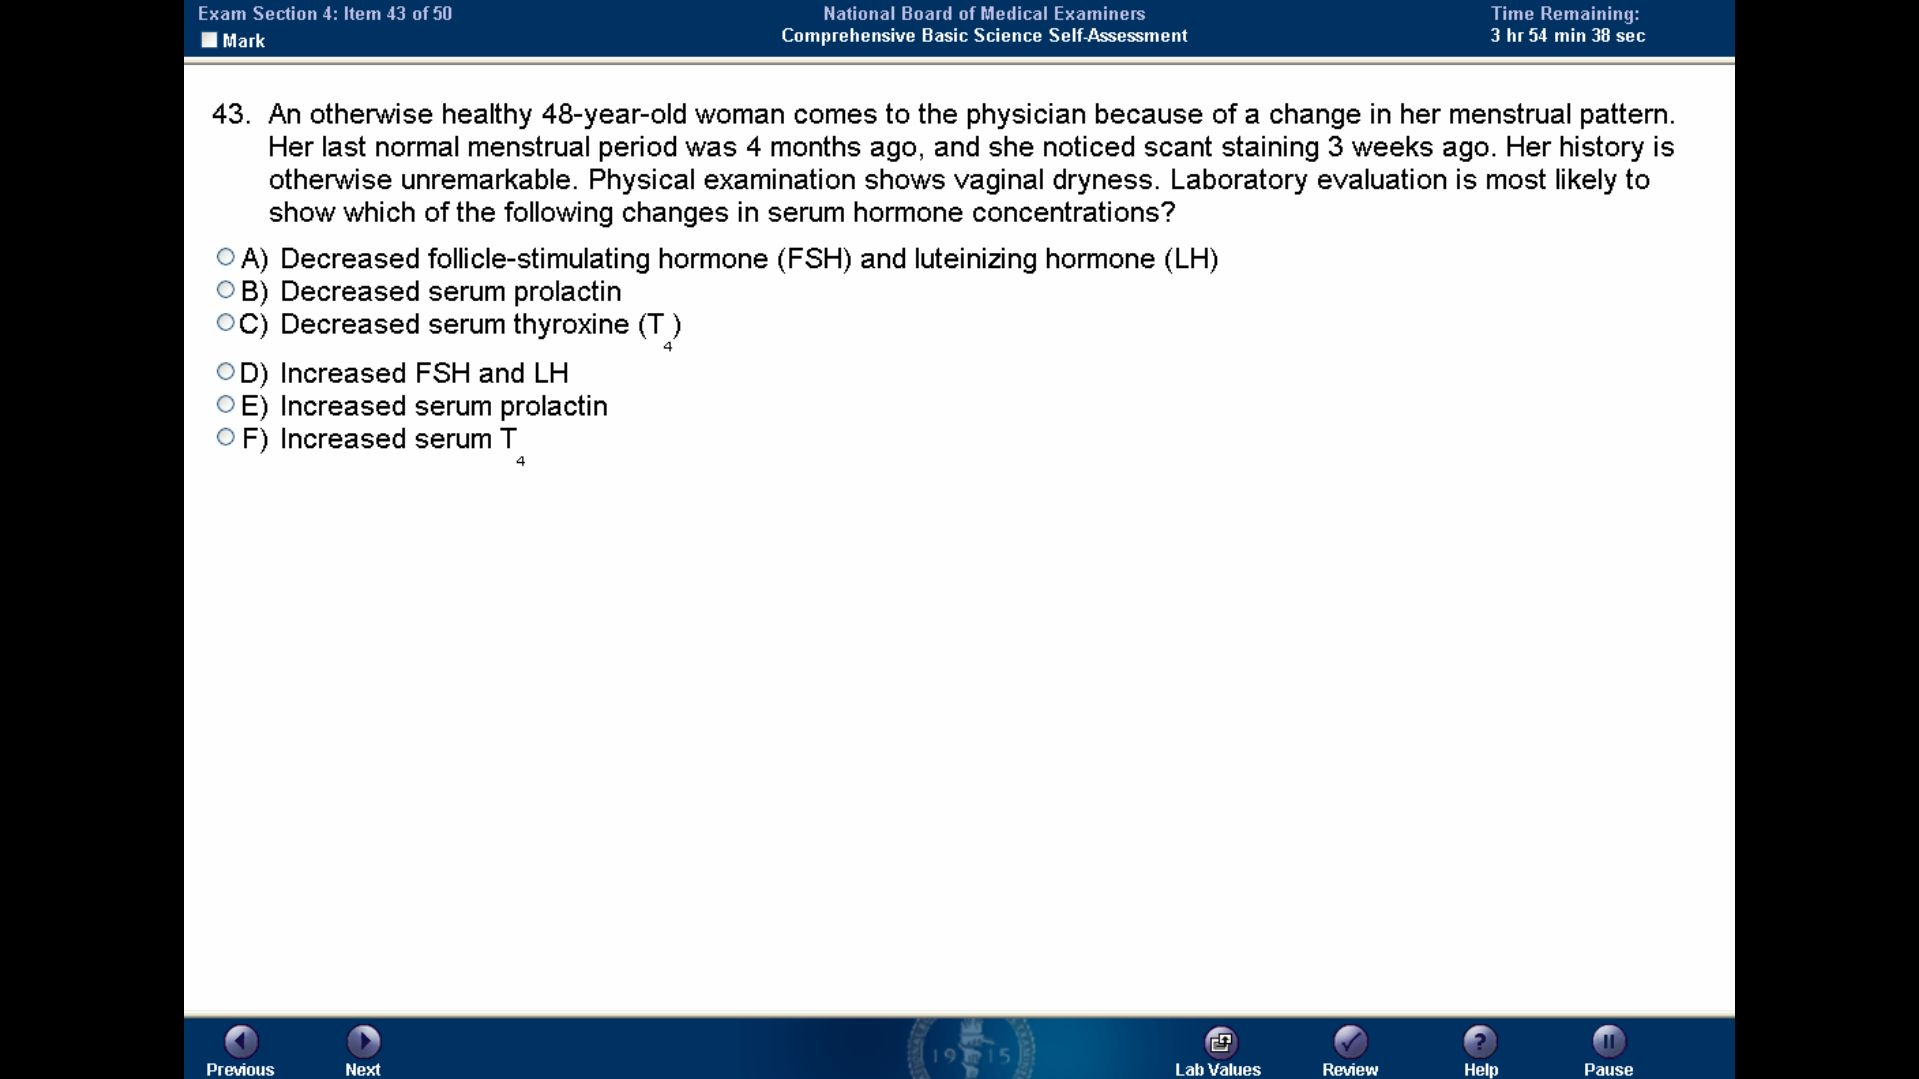 Exam Section 4: Item 43 of 50
National Board of Medical Examiners
Time Remaining:
Mark
Comprehensive Basic Science Self-Assessment
3 hr 54 min 38 sec
43. An otherwise healthy 48-year-old woman comes to the physician because of a change in her menstrual pattern.
Her last normal menstrual period was 4 months ago, and she noticed scant staining 3 weeks ago. Her history is
otherwise unremarkable. Physical examination shows vaginal dryness. Laboratory evaluation is most likely to
show which of the following changes in serum hormone concentrations?
A) Decreased follicle-stimulating hormone (FSH) and luteinizing hormone (LH)
B) Decreased serum prolactin
C) Decreased serum thyroxine (T4)
D) Increased FSH and LH
E) Increased serum prolactin
F) Increased serum T4
19 15
Previous
Next
Lab Values
Review
Help
Pause